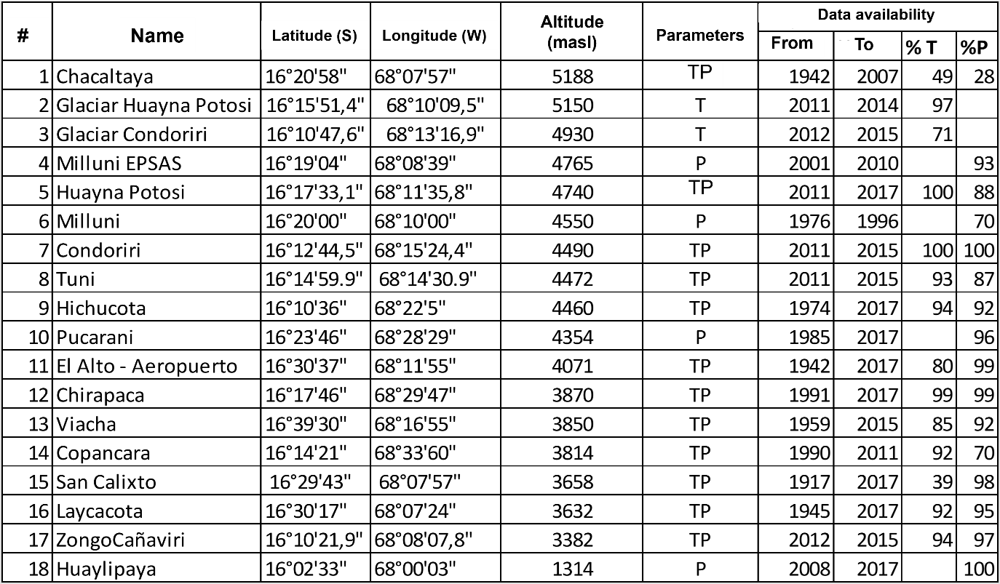 # Name Latitude (S) Longitude (W) Altitude (masl) Parameters Data availability
From To % T %P
1 Chacaltaya 16°20'58" 68°07'57" 5188 TP 1942 2007 49 28
2 Glaciar Huayna Potosi 16°15'51,4" 68°10'09,5" 5150 T 2011 2014 97
3 Glaciar Condoriri 16°10'47,6" 68°13'16,9" 4930 T 2012 2015 71
4 Milluni EPSAS 16°19'04" 68°08'39" 4765 P 2001 2010 93
5 Huayna Potosi 16°17'33,1" 68°11'35,8" 4740 TP 2011 2017 100 88
6 Milluni 16°20'00" 68°10'00" 4550 P 1976 1996 70
7 Condoriri 16°12'44,5" 68°15'24,4" 4490 TP 2011 2015 100 100
8 Tuni 16°14'59.9" 68°14'30.9" 4472 TP 2011 2015 93 87
9 Hichucota 16°10'36" 68°22'5" 4460 TP 1974 2017 94 92
10 Pucarani 16°23'46" 68°28'29" 4354 P 1985 2017 96
11 El Alto - Aeropuerto 16°30'37" 68°11'55" 4071 TP 1942 2017 80 99
12 Chirapaca 16°17'46" 68°29'47" 3870 TP 1991 2017 99 99
13 Viacha 16°39'30" 68°16'55" 3850 TP 1959 2015 85 92
14 Copancara 16°14'21" 68°33'60" 3814 TP 1990 2011 92 70
15 San Calixto 16°29'43" 68°07'57" 3658 TP 1917 2017 39 98
16 Laycacota 16°30'17" 68°07'24" 3632 TP 1945 2017 92 95
17 ZongoCañaviri 16°10'21,9" 68°08'07,8" 3382 TP 2012 2015 94 97
18 Huaylipaya 16°02'33" 68°00'03" 1314 P 2008 2017 100